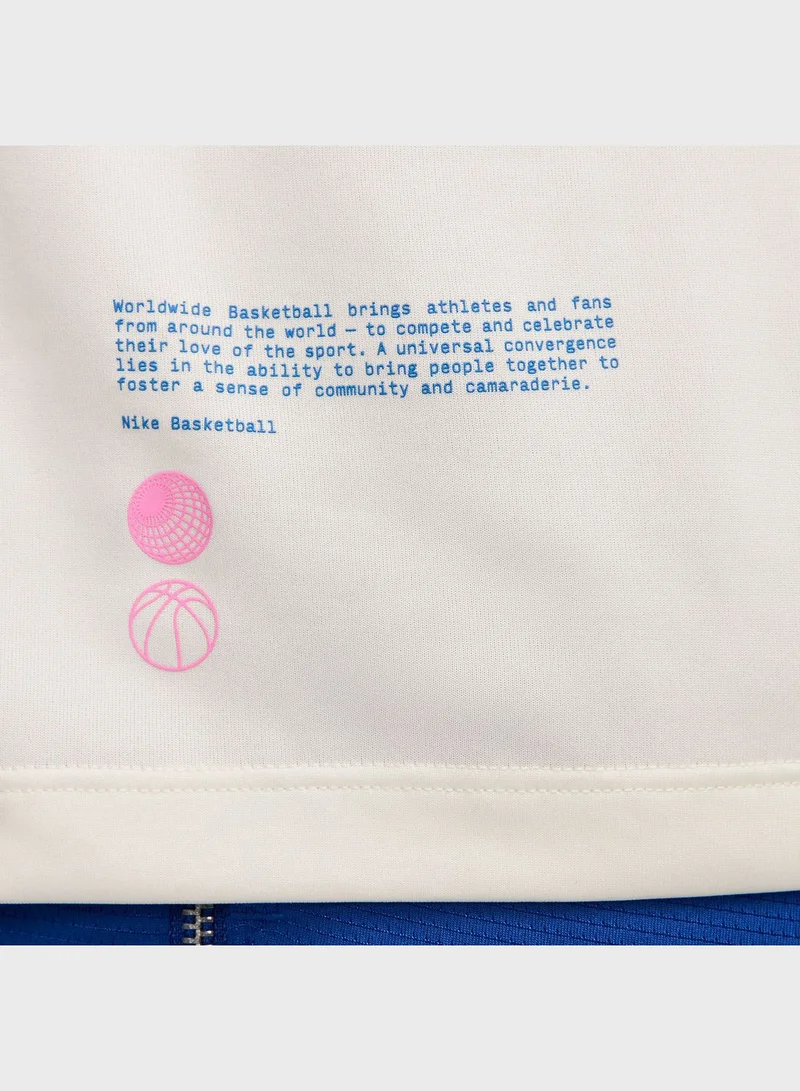 Worldwide Basketball brings athletes and fans
from around the world — to compete and celebrate
their love of the sport. A universal convergence
lies in the ability to bring people together to
foster a sense of community and camaraderie.
Nike Basketball